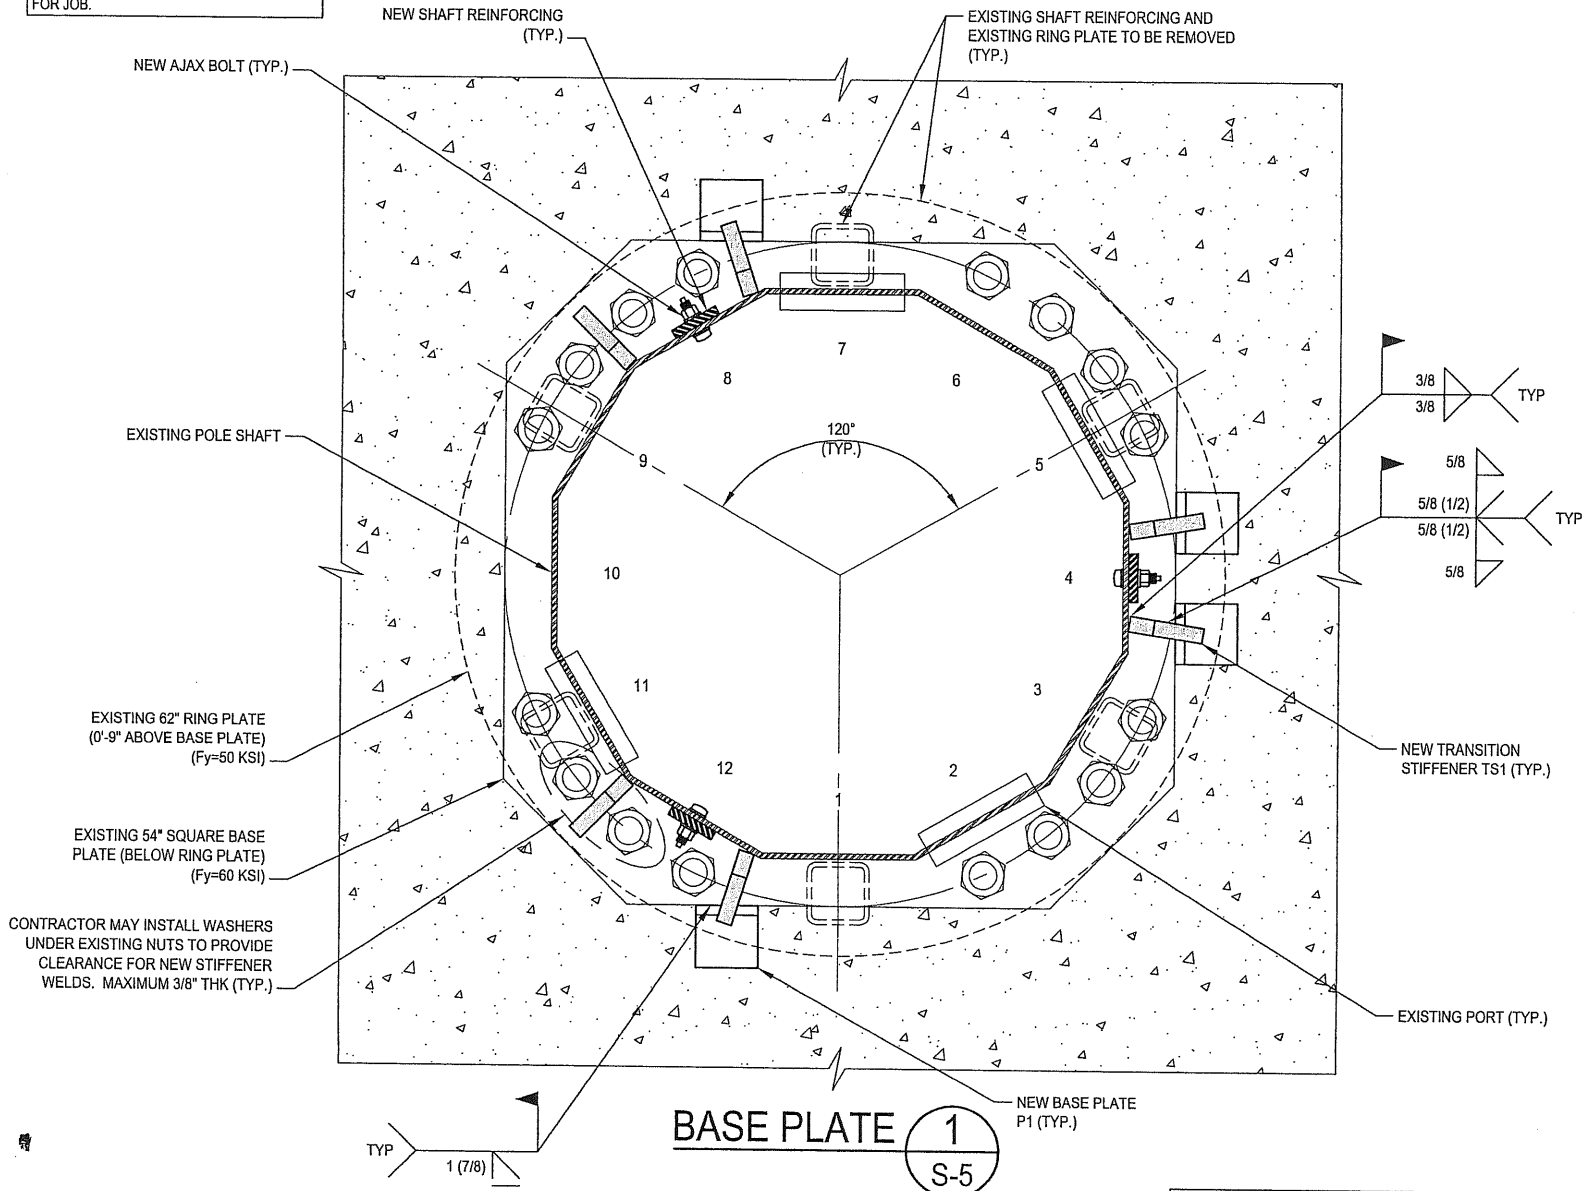 FOR JOB.
NEW SHAFT REINFORCING
(TYP.)
EXISTING SHAFT REINFORCING AND
EXISTING RING PLATE TO BE REMOVED
(TYP.)
NEW AJAX BOLT (TYP.)
7
8
6
3/8
3/8
TYP
EXISTING POLE SHAFT
120°
(TYP.)
9
5
5/8
5/8 (1/2)
5/8 (1/2)
5/8
TYP
10
4
11
3
EXISTING 62" RING PLATE
(0'-9" ABOVE BASE PLATE)
(Fy=50 KSI)
NEW TRANSITION
STIFFENER TS1 (TYP.)
12
2
1
EXISTING 54" SQUARE BASE
PLATE (BELOW RING PLATE)
(Fy=60 KSI)
CONTRACTOR MAY INSTALL WASHERS
UNDER EXISTING NUTS TO PROVIDE
CLEARANCE FOR NEW STIFFENER
WELDS. MAXIMUM 3/8" THK (TYP.)
EXISTING PORT (TYP.)
NEW BASE PLATE
P1 (TYP.)
BASE PLATE
1
S-5
TYP
1 (7/8)